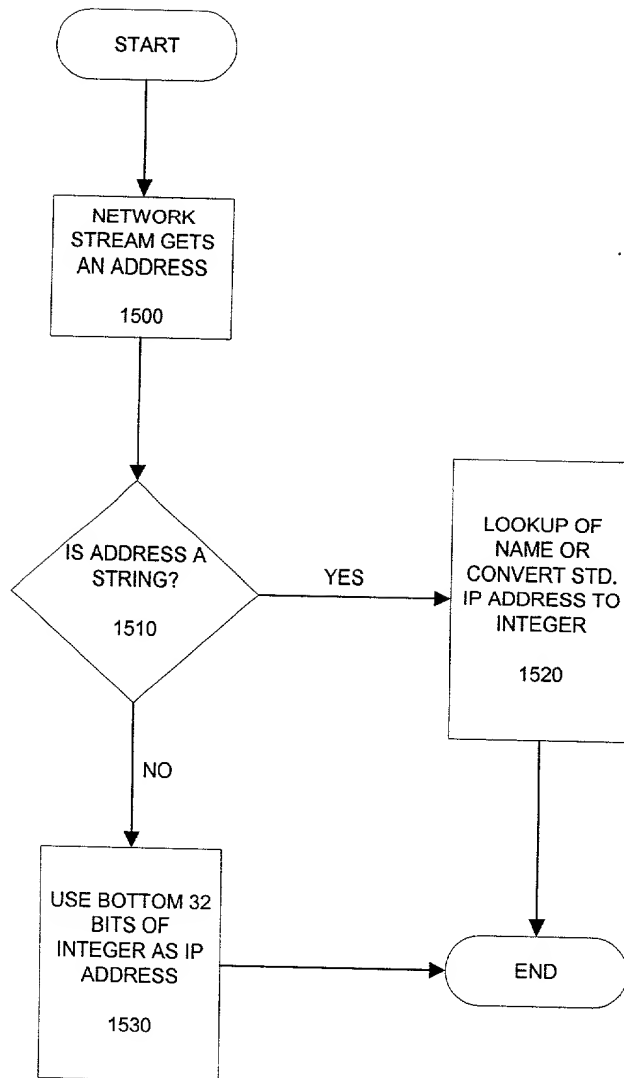 START
NETWORK
STREAM GETS
AN ADDRESS
1500
IS ADDRESS A
STRING?
1510
YES
LOOKUP OF
NAME OR
CONVERT STD.
IP ADDRESS TO
INTEGER
1520
NO
USE BOTTOM 32
BITS OF
INTEGER AS IP
ADDRESS
1530
END